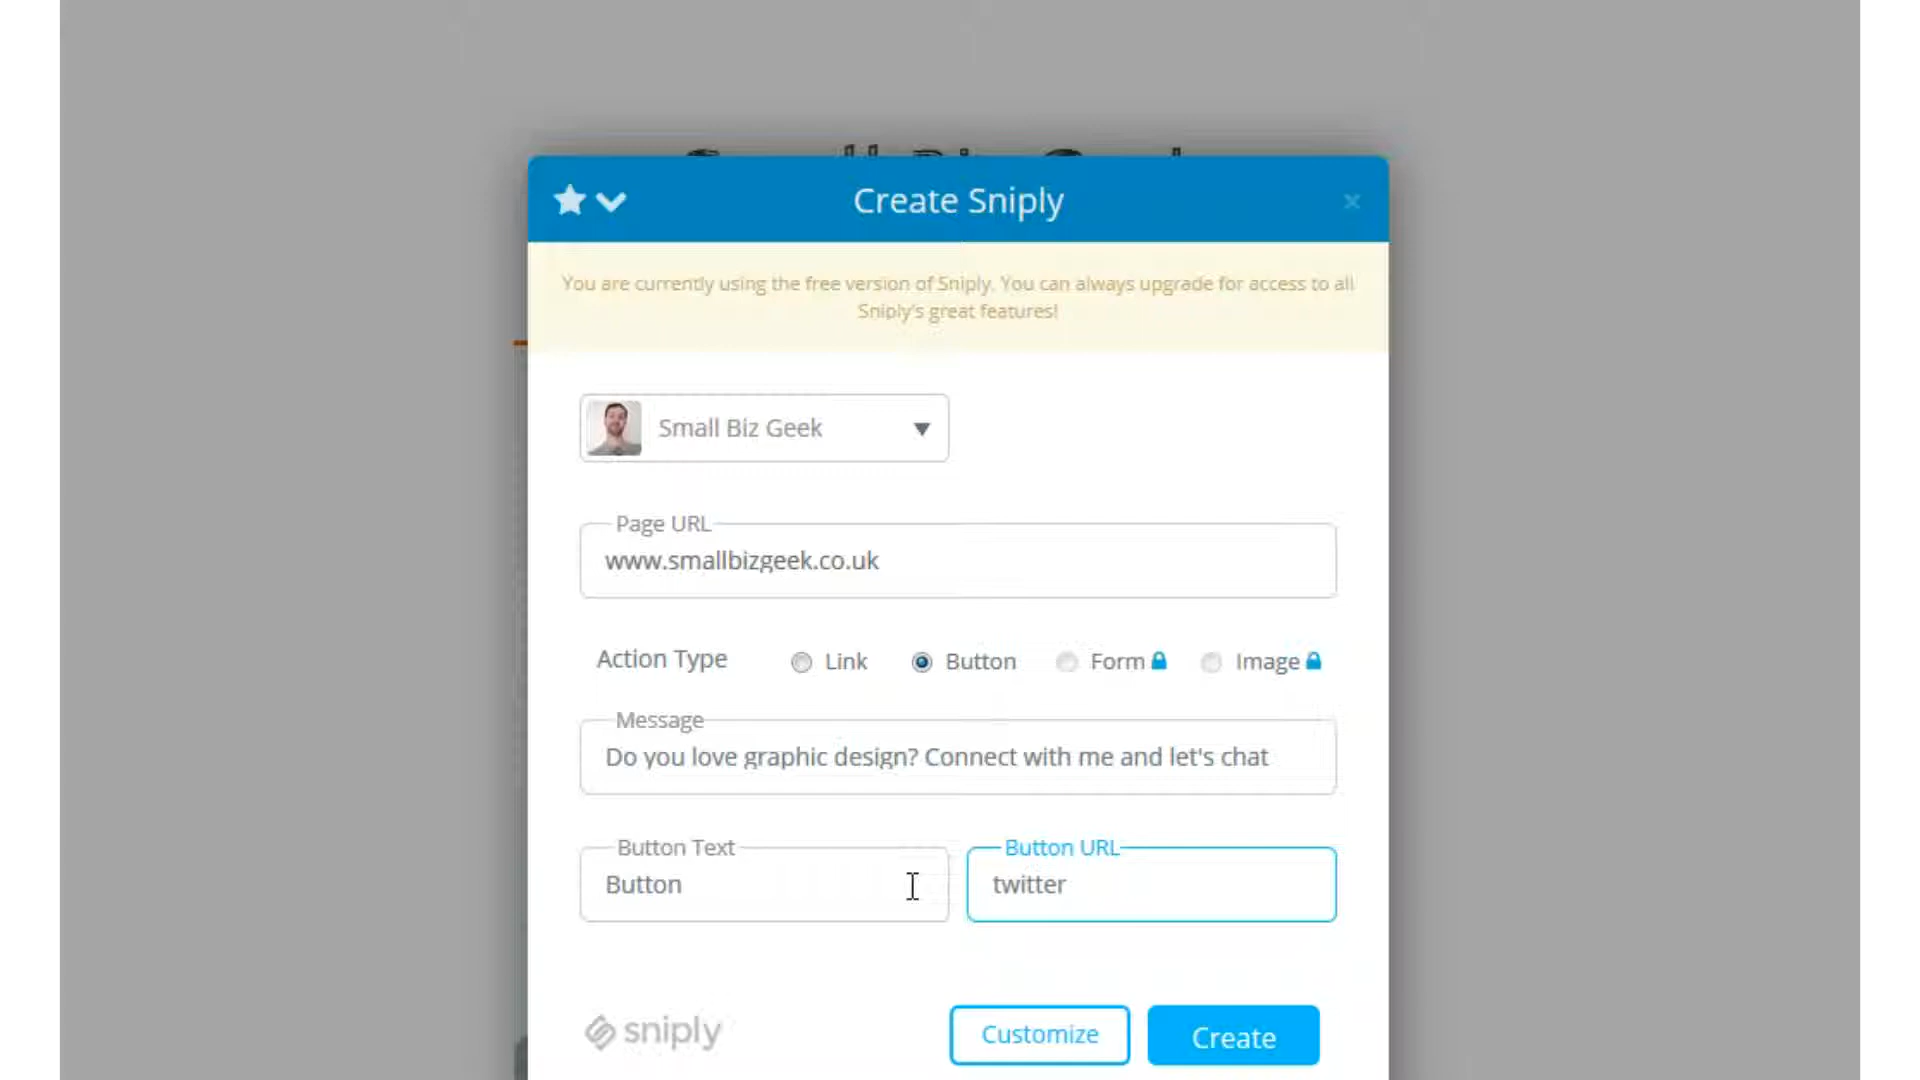 Create Sniply
You are currently using the free version of Sniply. You can always upgrade for access to all
Sniply's great features!
Small Biz Geek
Page URL
www.smallbizgeek.co.uk
Action Type Link Button Form Image
Message
Do you love graphic design? Connect with me and let's chat
Button Text Button URL
Button twitter
sniply Customize Create